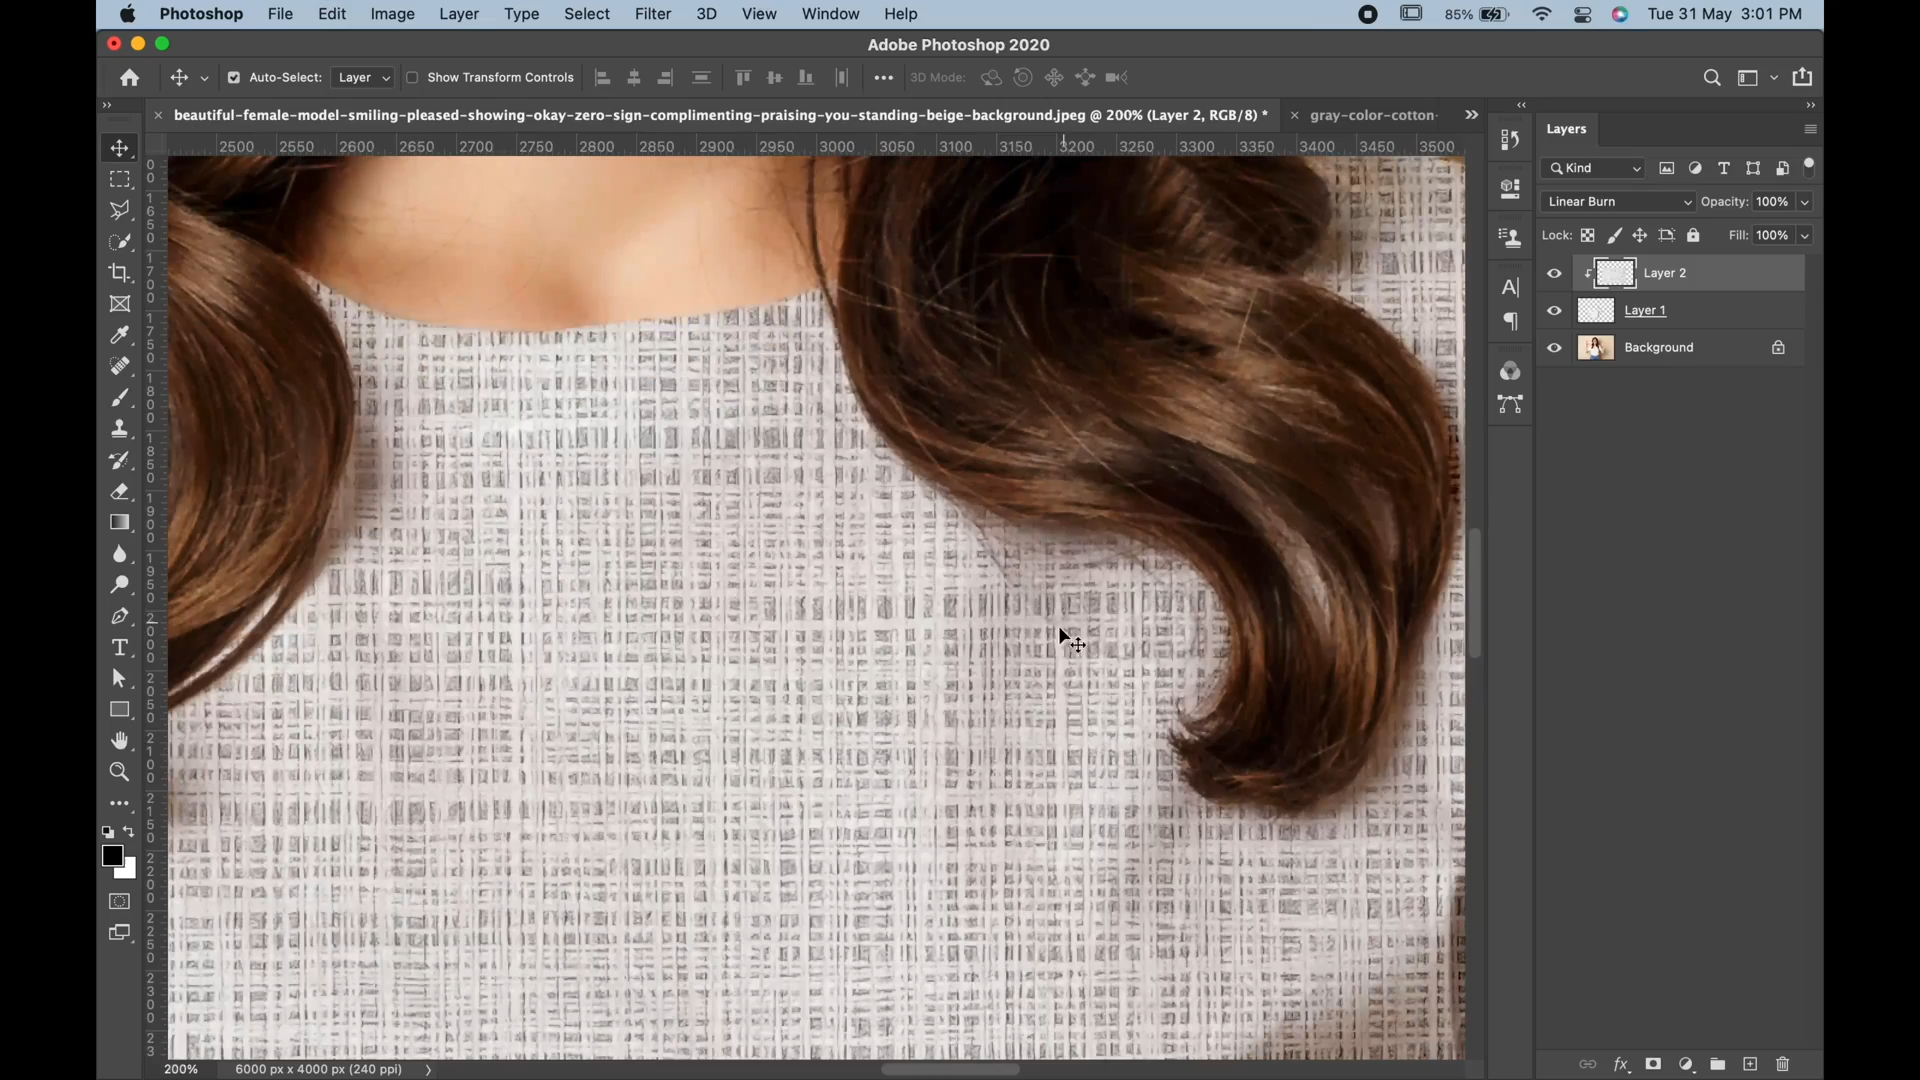 Photoshop File Edit Image Layer Type Select Filter 3D View Window Help 85% Tue 31 May 3:01 PM
Adobe Photoshop 2020
Auto-Select: Layer Show Transform Controls 3D Mode:
beautiful-female-model-smiling-pleased-showing-okay-zero-sign-complimenting-praising-you-standing-beige-background.jpeg @ 200% (Layer 2, RGB/8) * gray-color-cotton-
Layers
2500 2550 2600 2650 2700 2750 2800 2850 2900 2950 3000 3050 3100 3150 3200 3250 3300 3350 3400 3450 3500
Kind
Linear Burn Opacity: 100%
Lock: Fill: 100%
Layer 2
Layer 1
Background
200% 6000 px x 4000 px (240 ppi)